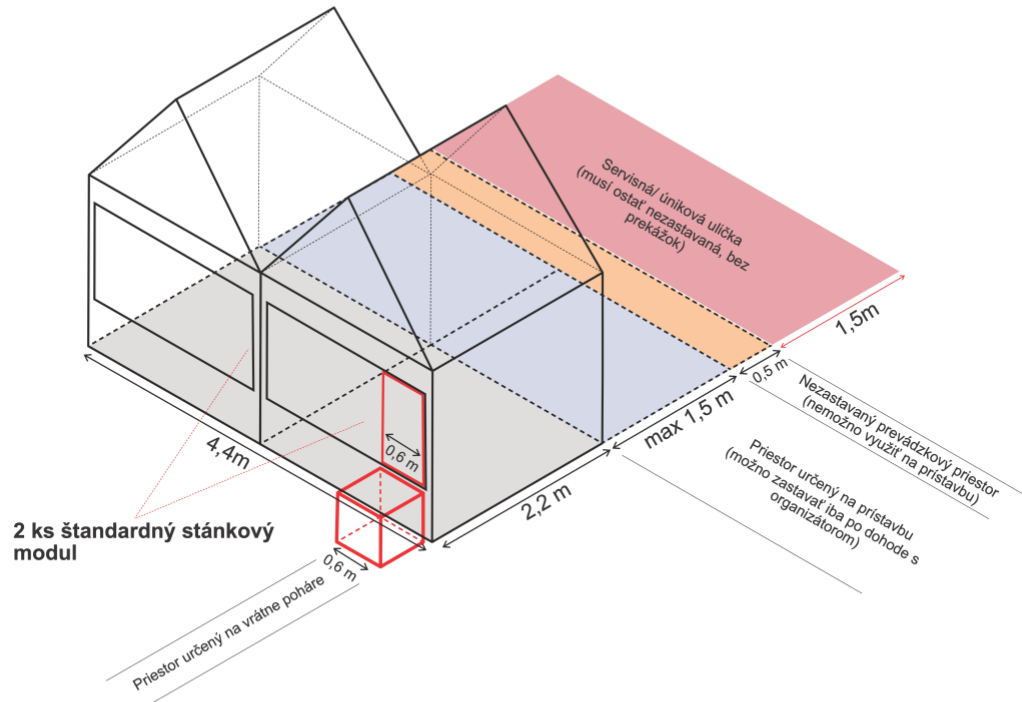 Servisná/ úniková ulička
(musí ostať nezastavaná, bez
prekážok)
1,5m
0,5 m
Nezastavaný prevádzkový priestor
(nemožno využiť na prístavbu)
max 1,5 m
Priestor určený na prístavbu
(možno zastavať iba po dohode s
organizátorom)
2,2 m
4,4m
0,6 m
2 ks štandardný stánkový
modul
0,6 m
Priestor určený na vrátne poháre